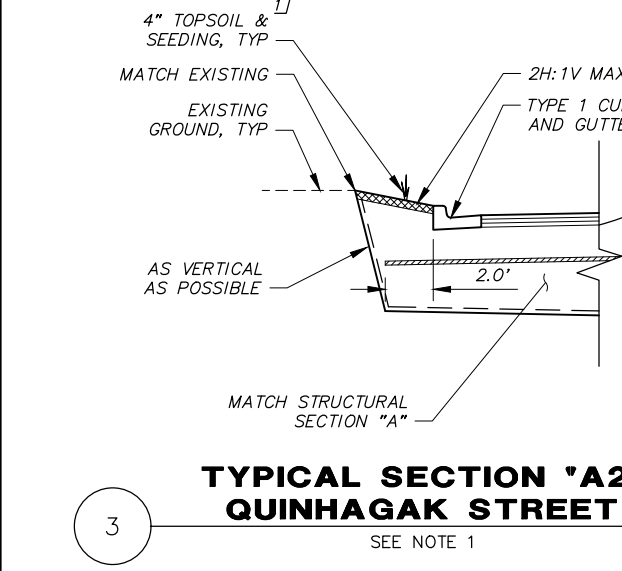 1
4" TOPSOIL &
SEEDING, TYP
MATCH EXISTING
EXISTING
GROUND, TYP
2H:1V MAX
TYPE 1 CU
AND GUTTE
AS VERTICAL
AS POSSIBLE
2.0'
MATCH STRUCTURAL
SECTION "A"
TYPICAL SECTION "A2
QUINHAGAK STREET
3
SEE NOTE 1